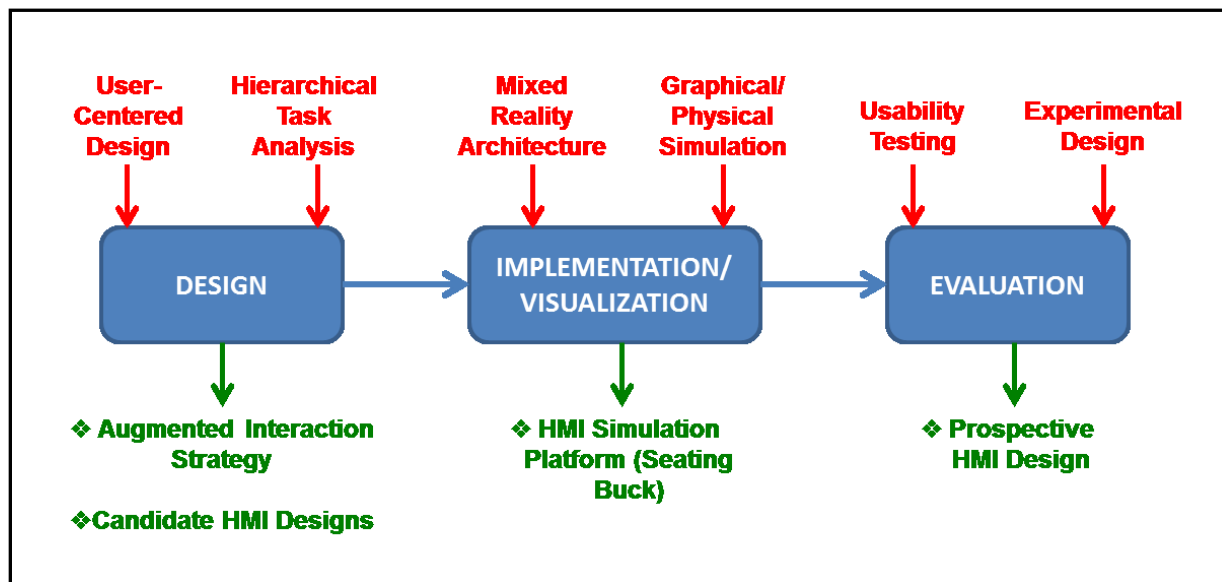 User-
Centered
Design
Hierarchical
Task
Analysis
Mixed
Reality
Architecture
Graphical/
Physical
Simulation
Usability
Testing
Experimental
Design
DESIGN
IMPLEMENTATION/
VISUALIZATION
EVALUATION
❖ Augmented Interaction
Strategy
❖Candidate HMI Designs
❖ HMI Simulation
Platform (Seating
Buck)
❖ Prospective
HMI Design